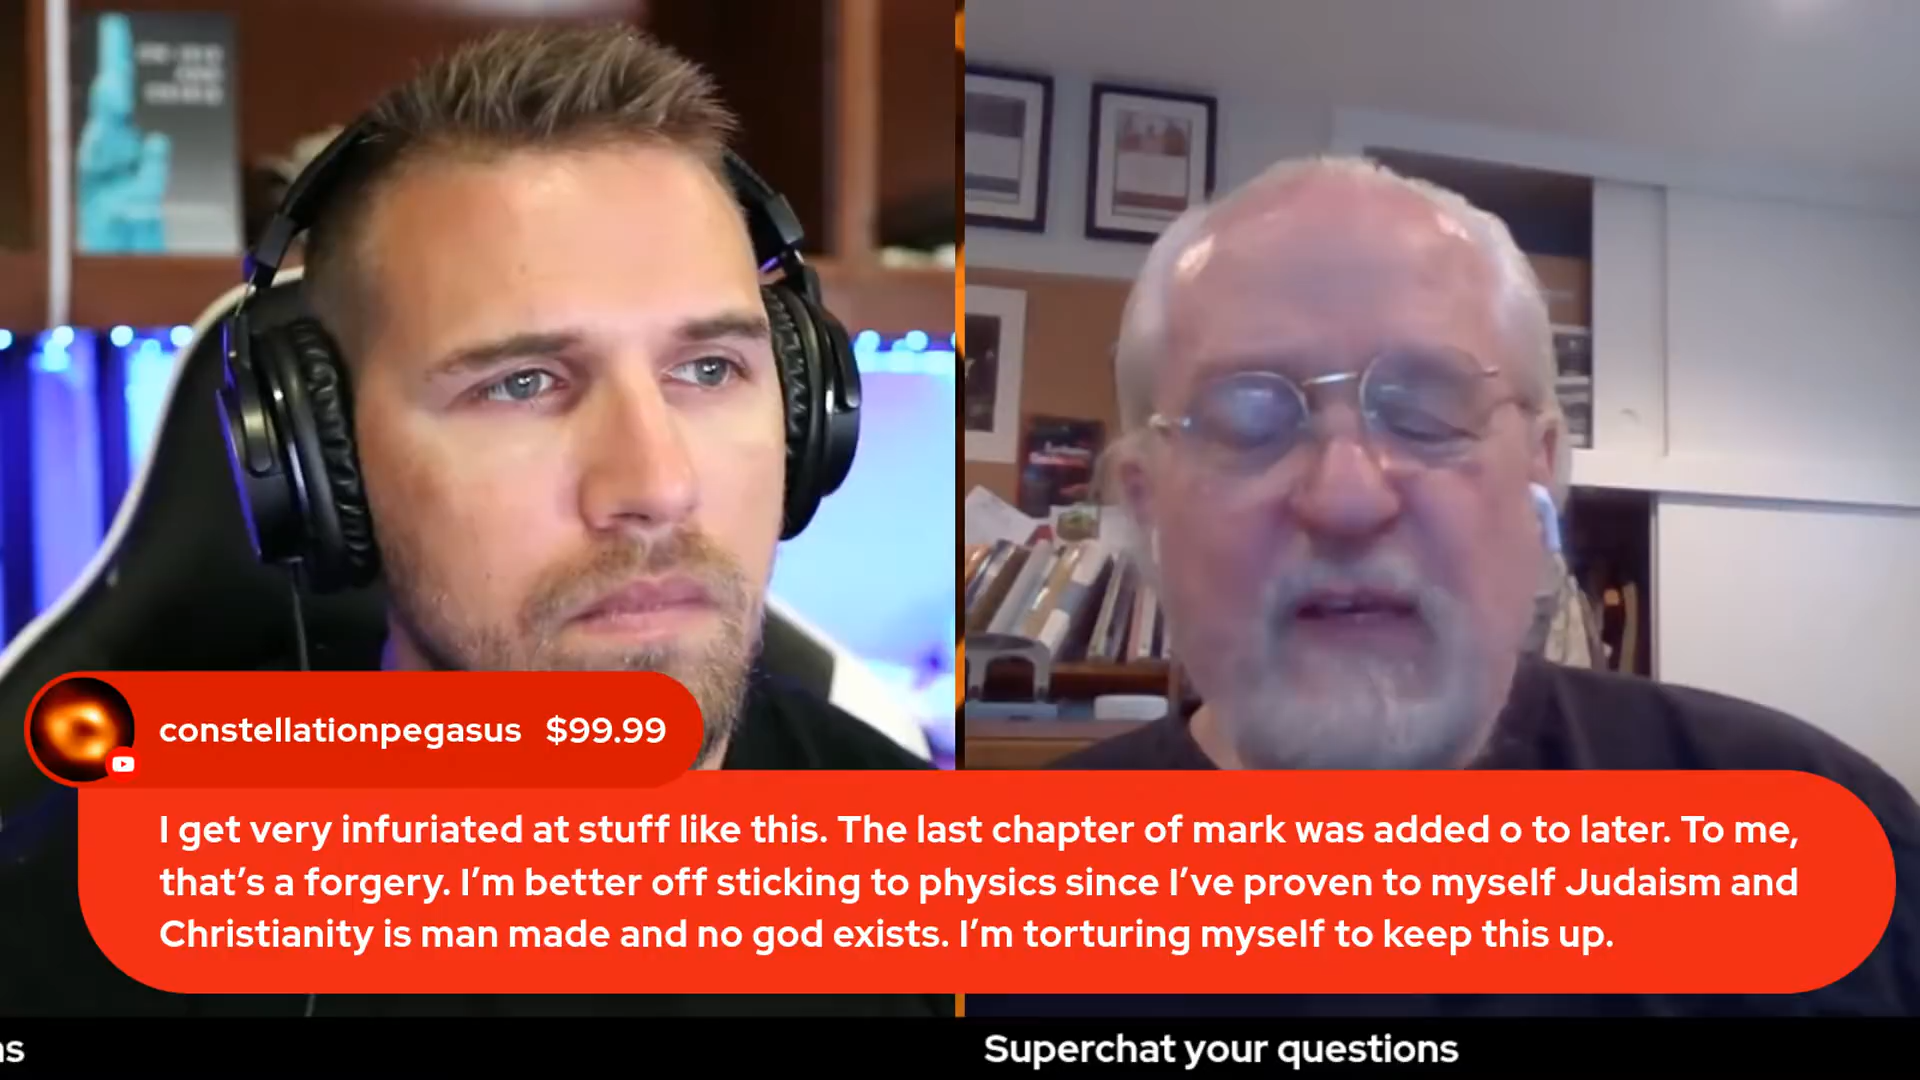 constellationpegasus $99.99
I get very infuriated at stuff like this. The last chapter of mark was added o to later. To me,
that's a forgery. I'm better off sticking to physics since I've proven to myself Judaism and
Christianity is man made and no god exists. I'm torturing myself to keep this up.
Superchat your questions